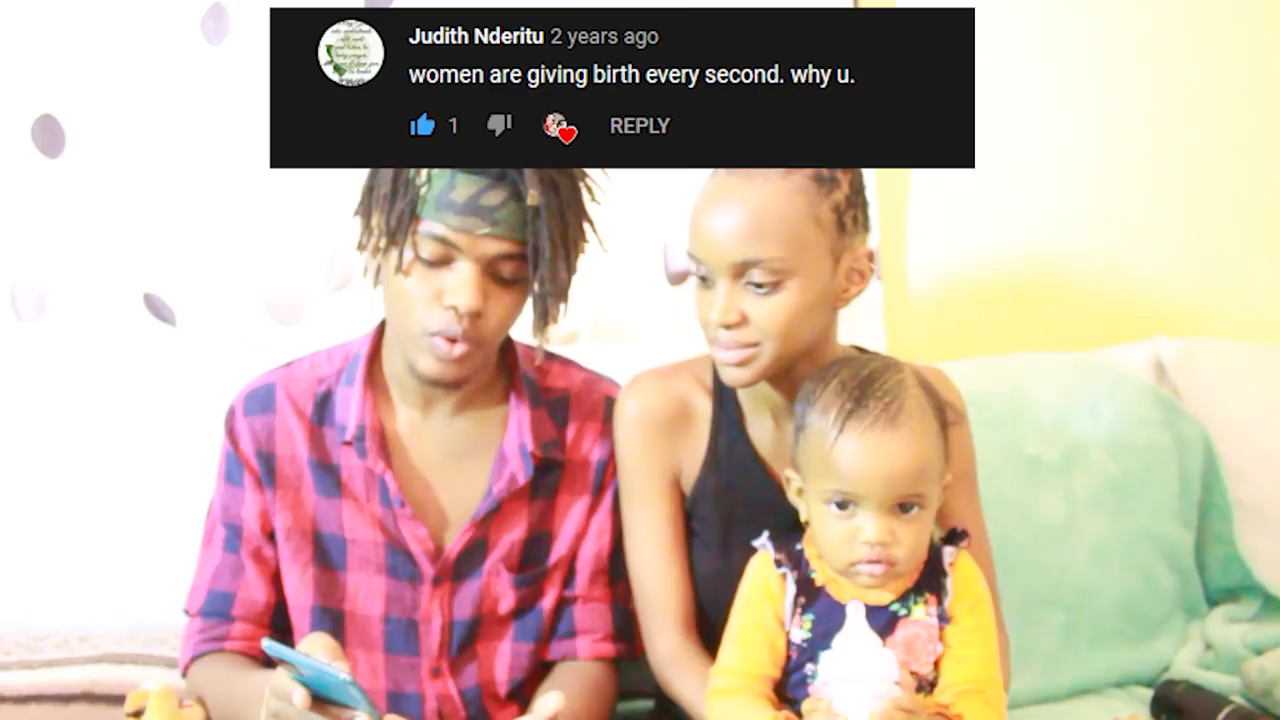 Judith Nderitu 2 years ago
women are giving birth every second. why u.
1 REPLY